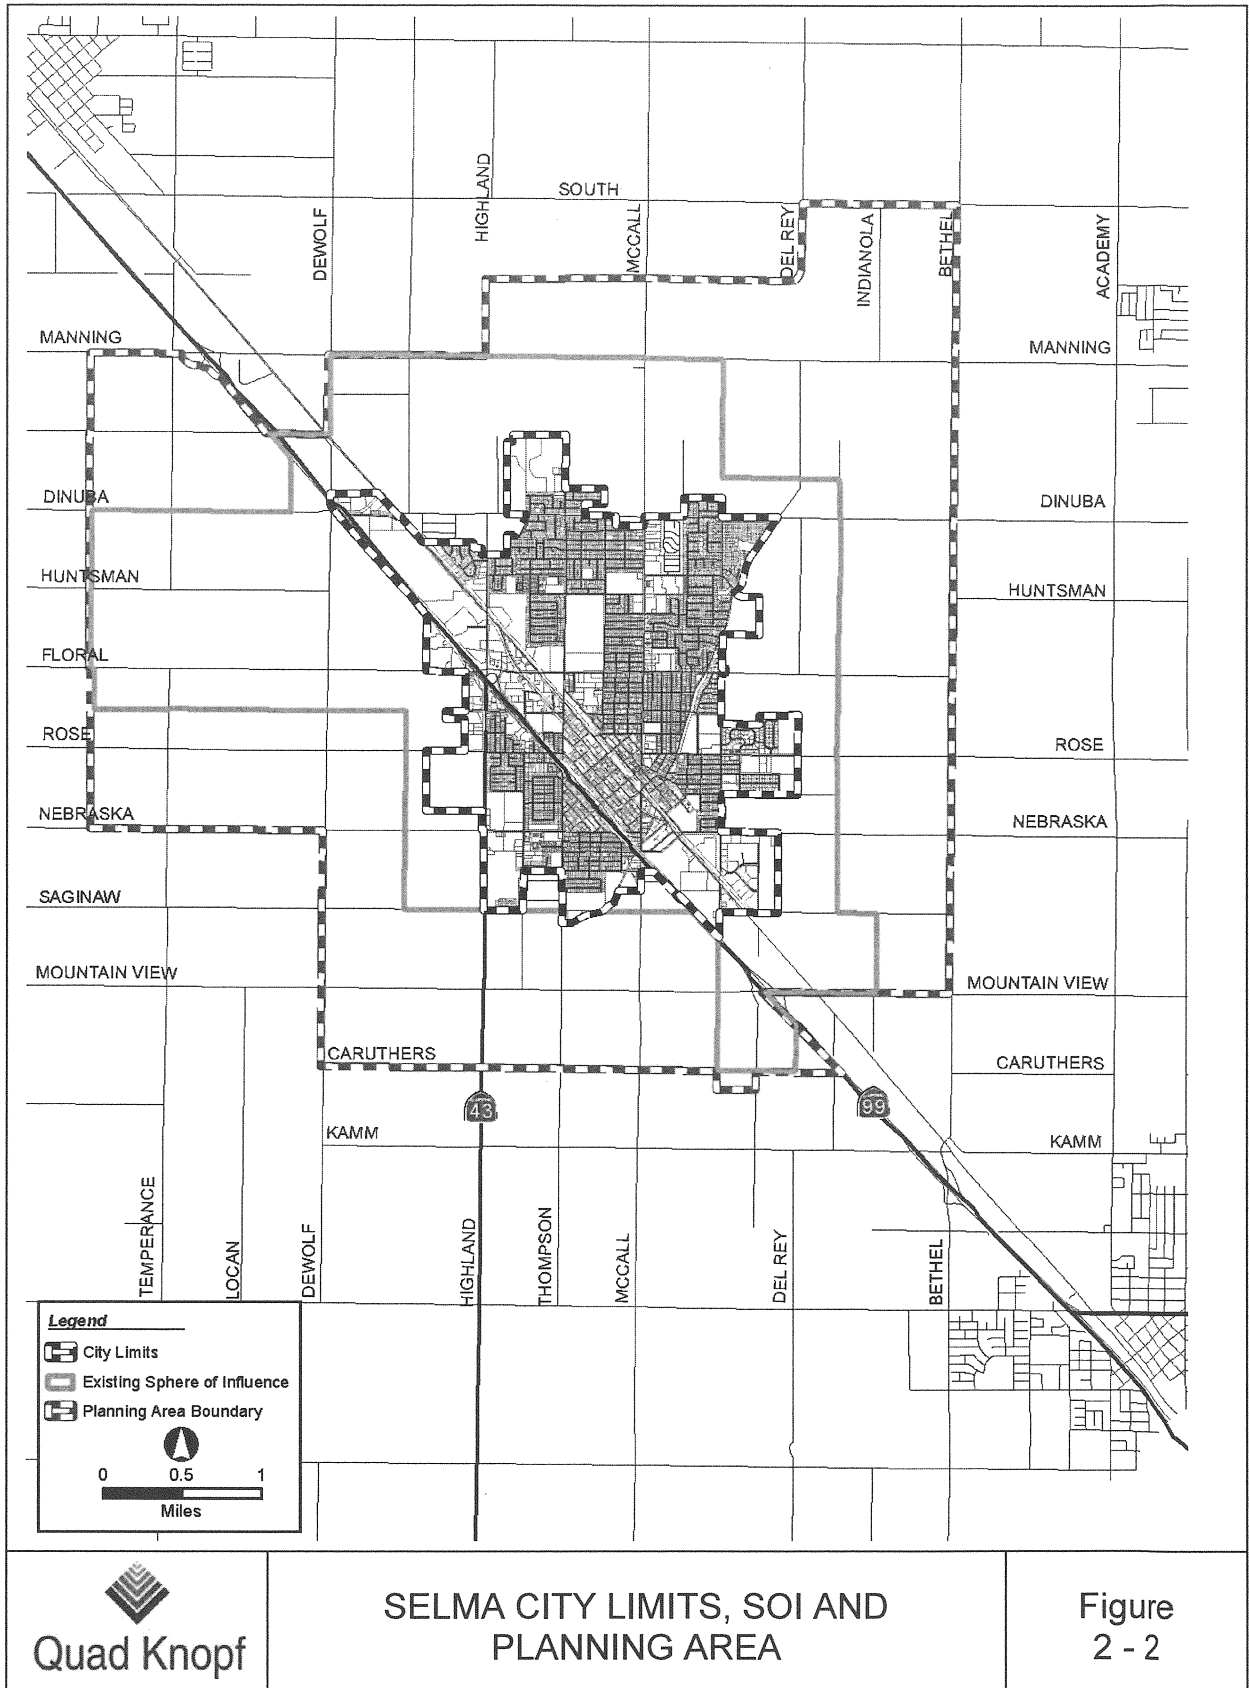 SOUTH
HIGHLAND
DEWOLF
MCCALL
DEL REY
INDIANOLA
BETHEL
ACADEMY
MANNING
MANNING
DINUBA
DINUBA
HUNTSMAN
HUNTSMAN
FLORAL
ROSE
ROSE
NEBRASKA
NEBRASKA
SAGINAW
MOUNTAIN VIEW
MOUNTAIN VIEW
CARUTHERS
CARUTHERS
43
99
KAMM
KAMM
TEMPERANCE
LOCAN
DEWOLF
HIGHLAND
THOMPSON
MCCALL
DEL REY
BETHEL
Legend
City Limits
Existing Sphere of Influence
Planning Area Boundary
0 0.5 1
Miles
Quad Knopf
SELMA CITY LIMITS, SOI AND
PLANNING AREA
Figure
2 - 2